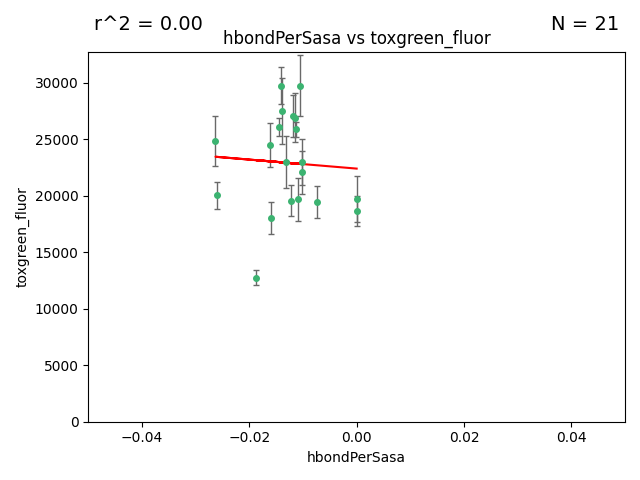 r^2 = 0.00
N = 21
hbondPerSasa vs toxgreen_fluor
toxgreen_fluor
30000
25000
20000
15000
10000
5000
0
−0.04
−0.02
0.00
0.02
0.04
hbondPerSasa